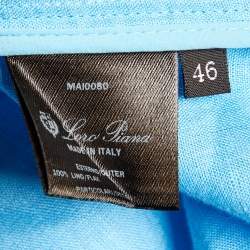 MAI0080
46
Loro Piana
MADE IN ITALY
ESTERNO/OUTER
100% LINO/FLAX